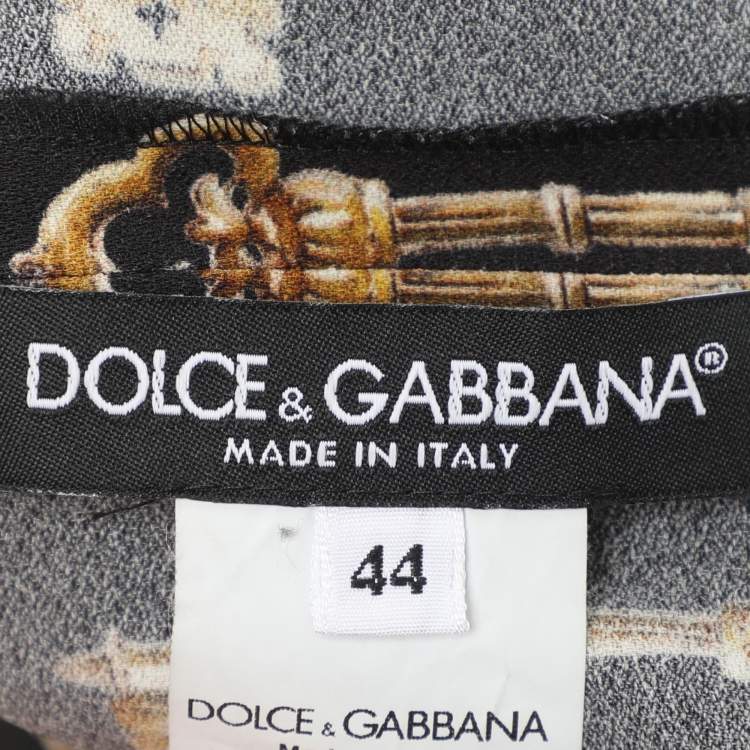 DOLCE & GABBANA®
MADE IN ITALY
44
DOLCE & GABBANA